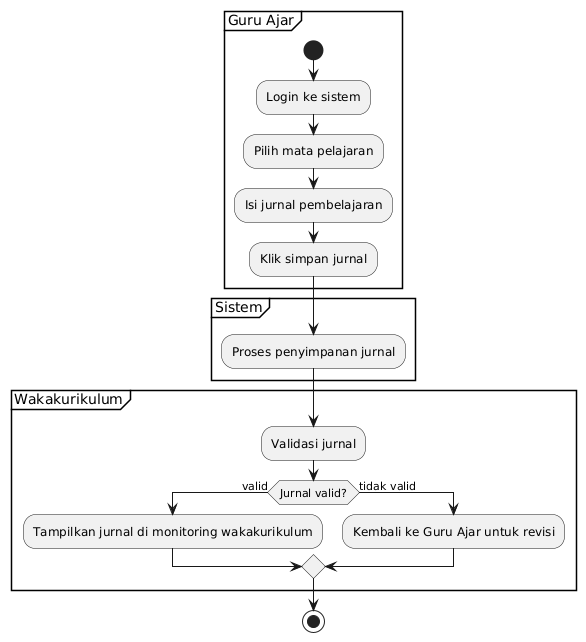 Guru Ajar
Login ke sistem
Pilih mata pelajaran
Isi jurnal pembelajaran
Klik simpan jurnal
Sistem
Proses penyimpanan jurnal
Wakakurikulum
Validasi jurnal
valid
Jurnal valid?
tidak valid
Tampilkan jurnal di monitoring wakakurikulum
Kembali ke Guru Ajar untuk revisi